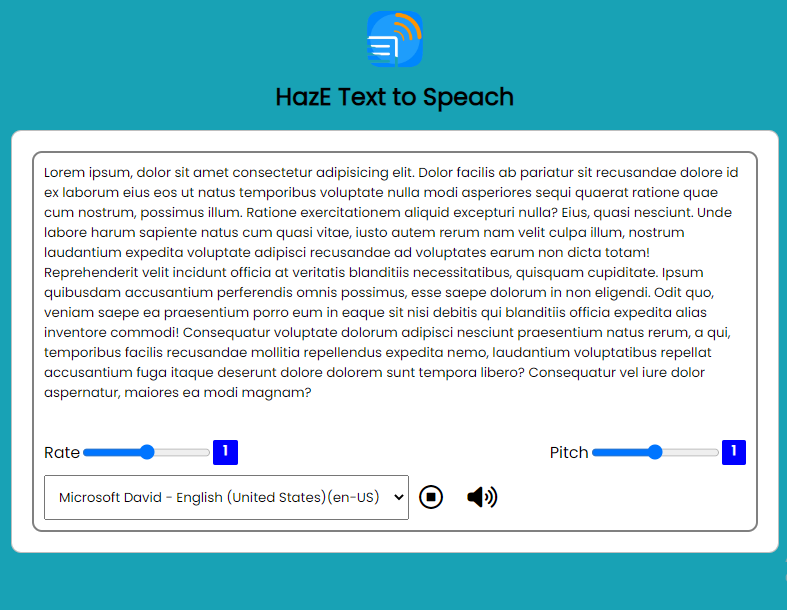 HazE Text to Speach
Lorem ipsum, dolor sit amet consectetur adipisicing elit. Dolor facilis ab pariatur sit recusandae dolore id
ex laborum eius eos ut natus temporibus voluptate nulla modi asperiores sequi quaerat ratione quae
cum nostrum, possimus illum. Ratione exercitationem aliquid excepturi nulla? Eius, quasi nesciunt. Unde
labore harum sapiente natus cum quasi vitae, iusto autem rerum nam velit culpa illum, nostrum
laudantium expedita voluptate adipisci recusandae ad voluptates earum non dicta totam!
Reprehenderit velit incidunt officia at veritatis blanditiis necessitatibus, quisquam cupiditate. Ipsum
quibusdam accusantium perferendis omnis possimus, esse saepe dolorum in non eligendi. Odit quo,
veniam saepe ea praesentium porro eum in eaque sit nisi debitis qui blanditiis officia expedita alias
inventore commodi! Consequatur voluptate dolorum adipisci nesciunt praesentium natus rerum, a qui,
temporibus facilis recusandae mollitia repellendus expedita nemo, laudantium voluptatibus repellat
accusantium fuga itaque deserunt dolore dolorem sunt tempora libero? Consequatur vel iure dolor
aspernatur, maiores ea modi magnam?
Rate 1 Pitch 1
Microsoft David - English (United States)(en-US)